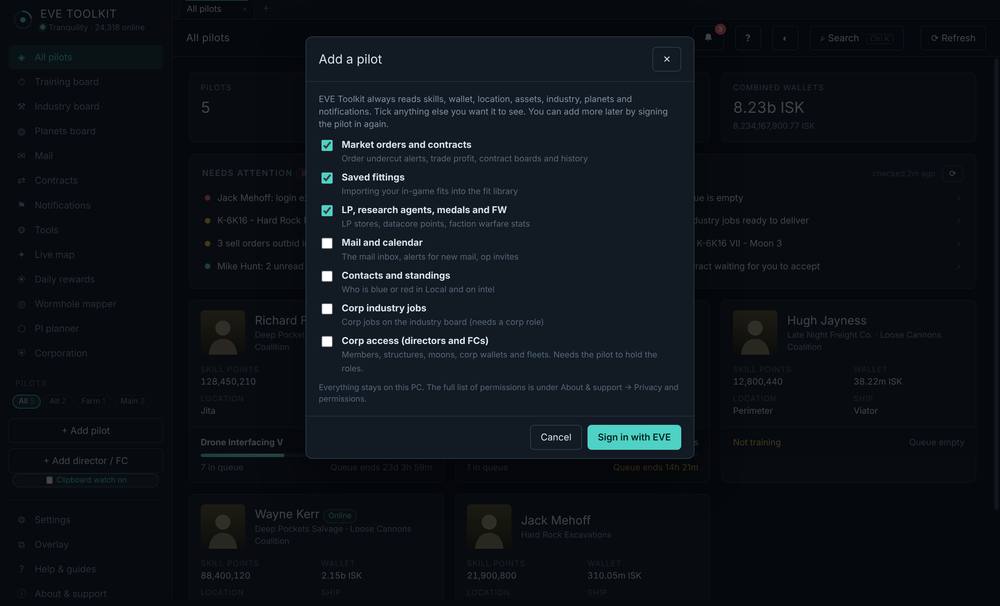 EVE TOOLKIT
Tranquility · 24,318 online
All pilots
Training board
Industry board
Planets board
Mail
Contracts
Notifications
Tools
Live map
Daily rewards
Wormhole mapper
PI planner
Corporation
PILOTS
All 5
Alt 2
Farm 1
Main 2
+ Add pilot
+ Add director / FC
Clipboard watch on
Settings
Overlay
Help & guides
About & support
All pilots
All pilots
3
?
Search Ctrl K
Refresh
PILOTS
5
COMBINED WALLETS
8.23b ISK
8,234,167,900.77 ISK
NEEDS ATTENTION
checked 2m ago
Jack Mehoff: login
K-6K16 - Hard Rock
3 sell orders outbid
Mike Hunt: 2 unread
is empty
jobs ready to deliver
K-6K16 VII - Moon 3
waiting for you to accept
Add a pilot
EVE Toolkit always reads skills, wallet, location, assets, industry, planets and
notifications. Tick anything else you want it to see. You can add more later by signing
the pilot in again.
Market orders and contracts
Order undercut alerts, trade profit, contract boards and history
Saved fittings
Importing your in-game fits into the fit library
LP, research agents, medals and FW
LP stores, datacore points, faction warfare stats
Mail and calendar
The mail inbox, alerts for new mail, op invites
Contacts and standings
Who is blue or red in Local and on intel
Corp industry jobs
Corp jobs on the industry board (needs a corp role)
Corp access (directors and FCs)
Members, structures, moons, corp wallets and fleets. Needs the pilot to hold the
roles.
Everything stays on this PC. The full list of permissions is under About & support → Privacy and
permissions.
Cancel
Sign in with EVE
Richard
Deep
Coalition
SKILL POINTS
128,450,210
LOCATION
Jita
Drone Interfacing V
7 in queue
Queue ends 23d 3h 59m
1 in queue
Queue ends 14h 21m
Hugh Jayness
Late Night Freight Co. · Loose Cannons
Coalition
SKILL POINTS
WALLET
12,800,440
38.22m ISK
LOCATION
SHIP
Perimeter
Viator
Not training
Queue empty
Wayne Kerr Online
Deep Pockets Salvage · Loose Cannons
Coalition
SKILL POINTS
WALLET
88,400,120
2.15b ISK
LOCATION
SHIP
Jack Mehoff
Hard Rock Excavations
SKILL POINTS
WALLET
21,900,800
310.05m ISK
LOCATION
SHIP